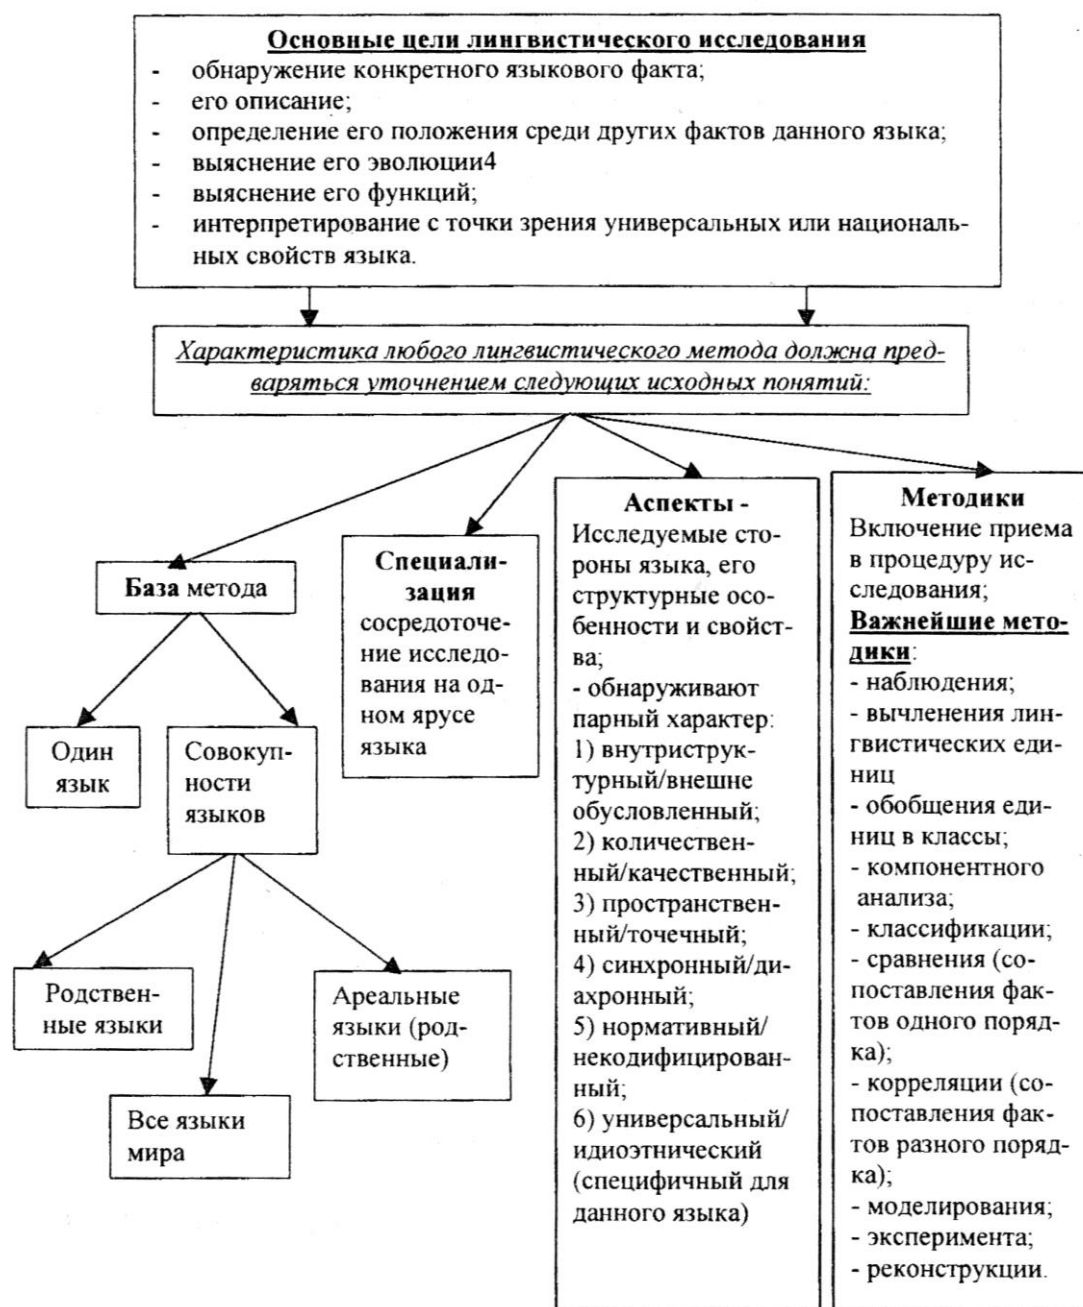 Основные цели лингвистического исследования
- обнаружение конкретного языкового факта;
- его описание;
- определение его положения среди других фактов данного языка;
- выяснение его эволюции4
- выяснение его функций;
- интерпретирование с точки зрения универсальных или националь-
ных свойств языка.
Характеристика любого лингвистического метода должна пред-
варяться уточнением следующих исходных понятий:
База метода
Один
язык
Совокуп-
ности
языков
Родствен-
ные языки
Все языки
мира
Ареальные
языки (род-
ственные)
Специали-
зация
сосредоточе-
ние исследо-
вания на од-
ном ярусе
языка
Аспекты -
Исследуемые сто-
роны языка, его
структурные осо-
бенности и свойст-
ва;
- обнаруживают
парный характер:
1) внутриструк-
турный/внешне
обусловленный;
2) количествен-
ный/качественный;
3) пространствен-
ный/точечный;
4) синхронный/ди-
ахронный;
5) нормативный/
некодифицирован-
ный;
6) универсальный/
идиоэтнический
(специфичный для
данного языка)
Методики
Включение приема
в процедуру ис-
следования;
Важнейшие мето-
дики:
- наблюдения;
- вычленения лин-
гвистических еди-
ниц
- обобщения еди-
ниц в классы;
- компонентного
анализа;
- классификации;
- сравнения (со-
поставления фак-
тов одного поряд-
ка);
- корреляции (со-
поставления фак-
тов разного поряд-
ка);
- моделирования;
- эксперимента;
- реконструкции.